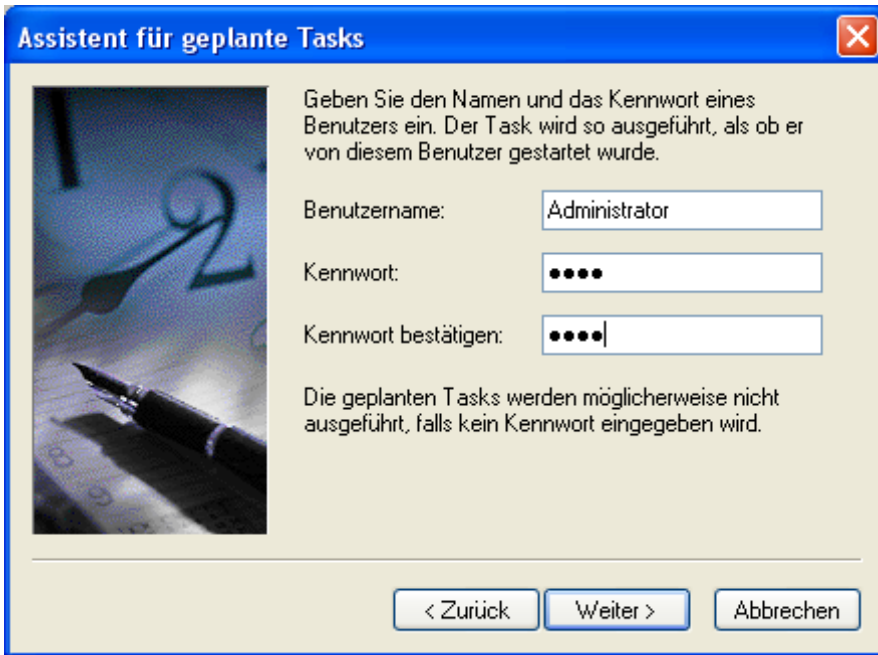 Assistent für geplante Tasks
Geben Sie den Namen und das Kennwort eines
Benutzers ein. Der Task wird so ausgeführt, als ob er
von diesem Benutzer gestartet wurde.
Benutzername: Administrator
Kennwort: ●●●●
Kennwort bestätigen: ●●●●
Die geplanten Tasks werden möglicherweise nicht
ausgeführt, falls kein Kennwort eingegeben wird.
< Zurück Weiter > Abbrechen
2